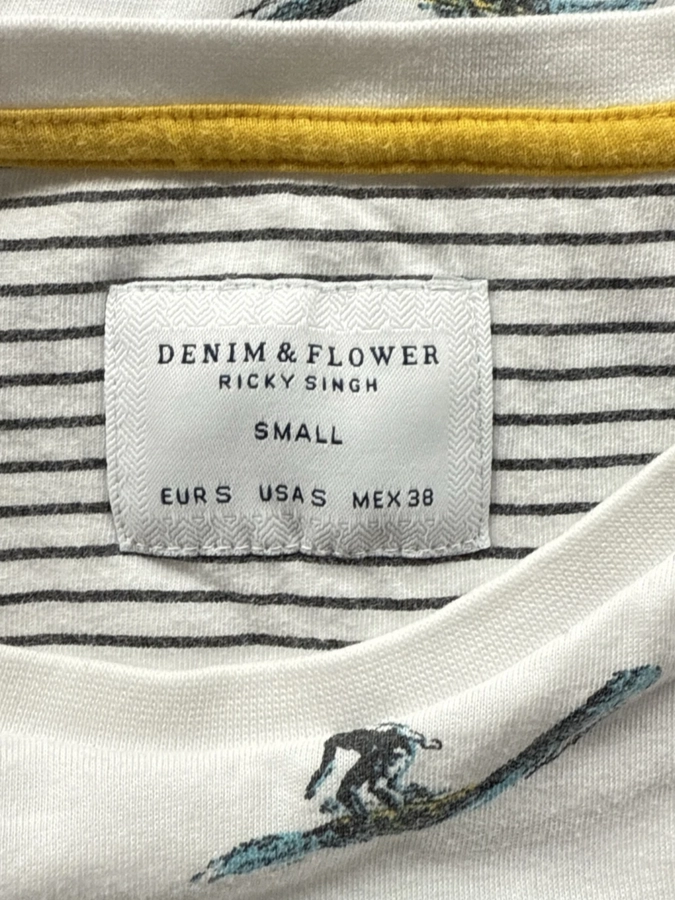 DENIM & FLOWER
RICKY SINGH
SMALL
EUR S USA S MEX 38